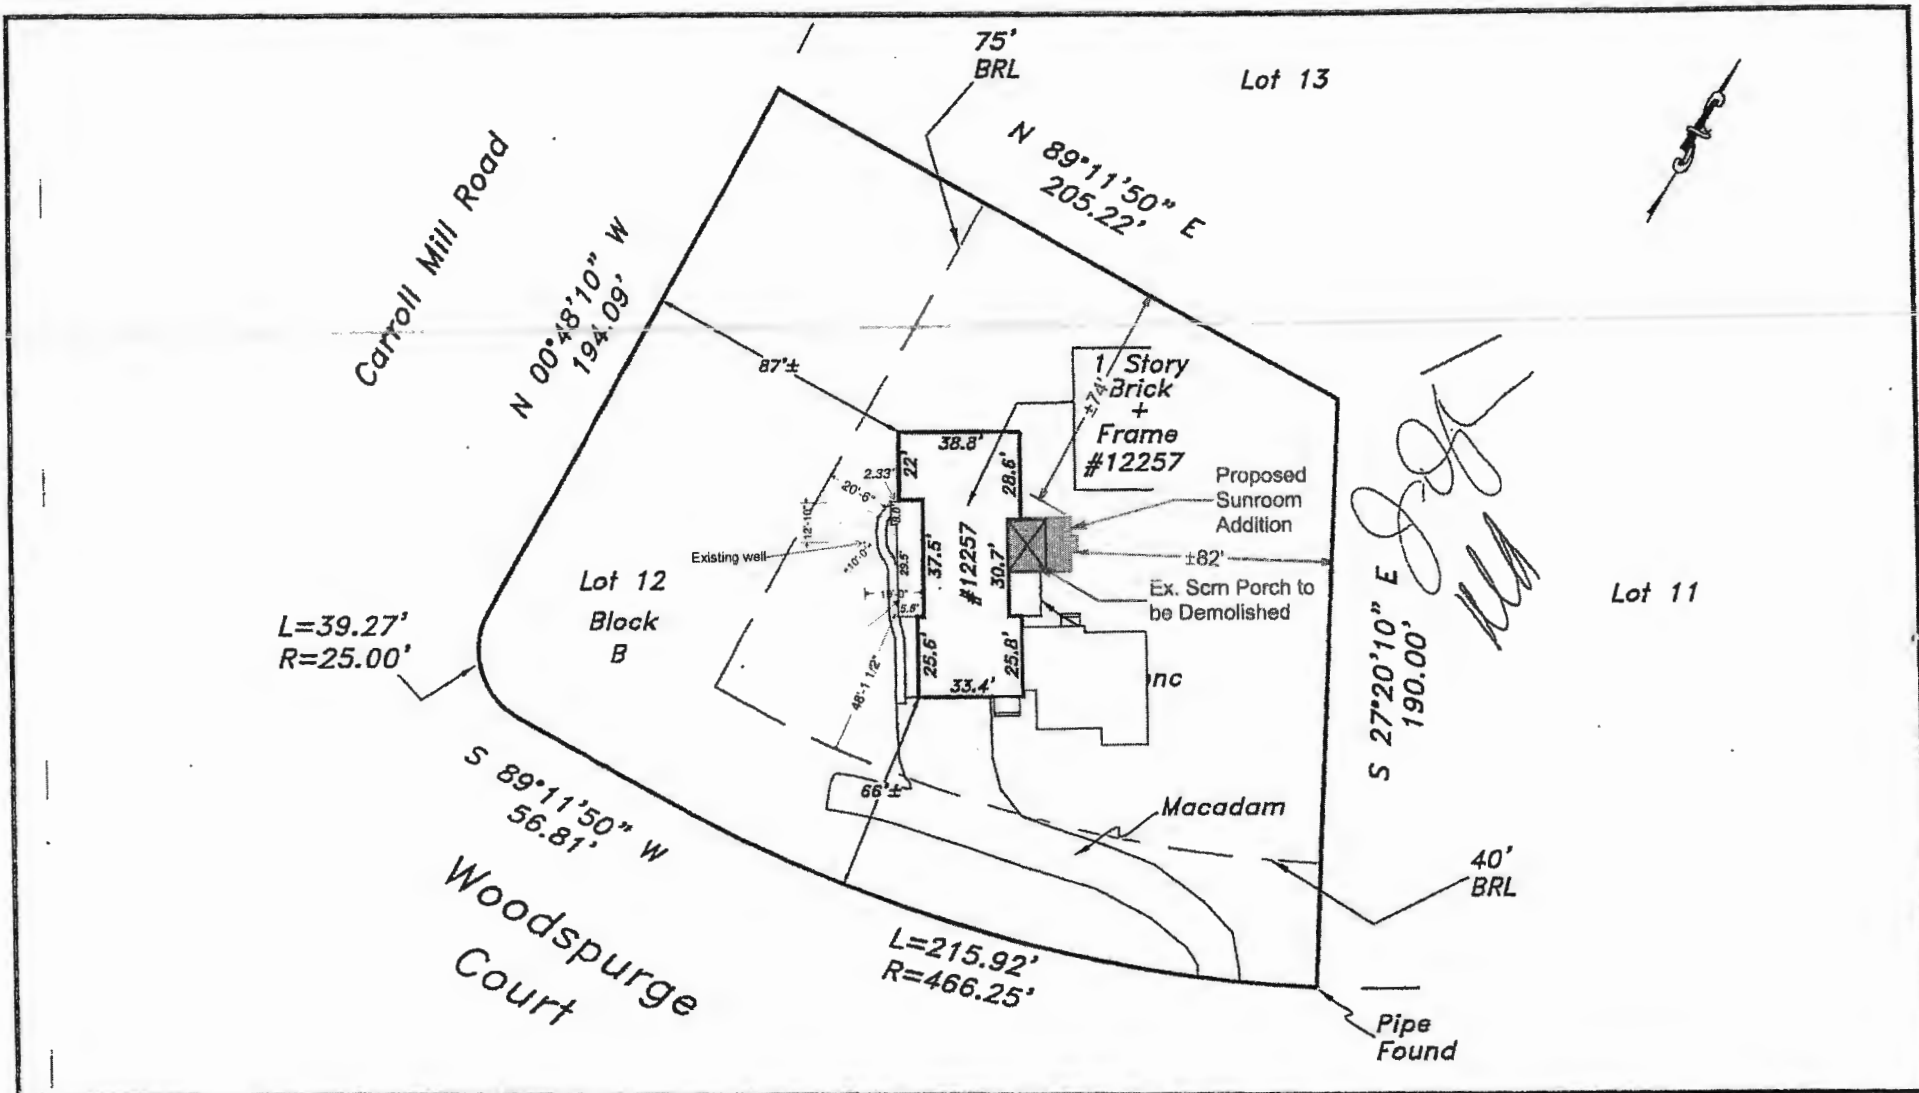 75'
BRL
Lot 13
N 89°11'50" E
205.22'
Carroll Mill Road
N 00°48'10" W
194.09'
87'±
1 Story
Brick
+
Frame
#12257
±74'
38.8'
22'
2.33'
28.6'
20'-6"
12'-10"
Proposed
Sunroom
Addition
Existing well
37.5'
#12257
30.7'
29.5'
±82'
Ex. Scrn Porch to
be Demolished
Lot 12
Block
B
Lot 11
L=39.27'
R=25.00'
S 27°20'10" E
190.00'
25.6'
25.8'
48'-1 1/2"
33.4'
onc
S 89°11'50" W
56.81'
66'±
Macadam
40'
BRL
Woodspurge
Court
L=215.92'
R=466.25'
Pipe
Found